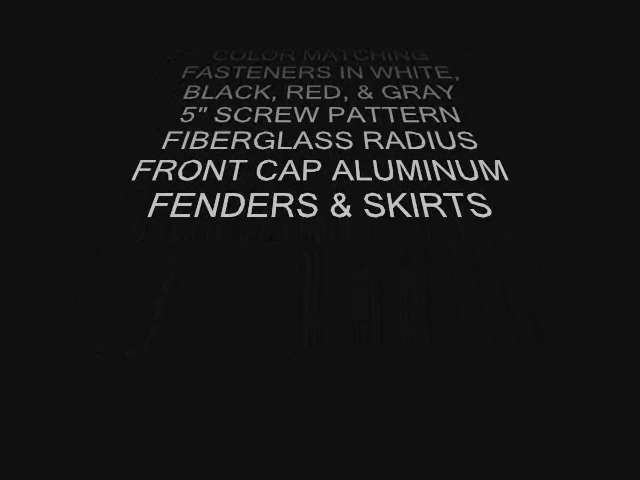 COLOR MATCHING
FASTENERS IN WHITE,
BLACK, RED, & GRAY
5" SCREW PATTERN
FIBERGLASS RADIUS
FRONT CAP ALUMINUM
FENDERS & SKIRTS